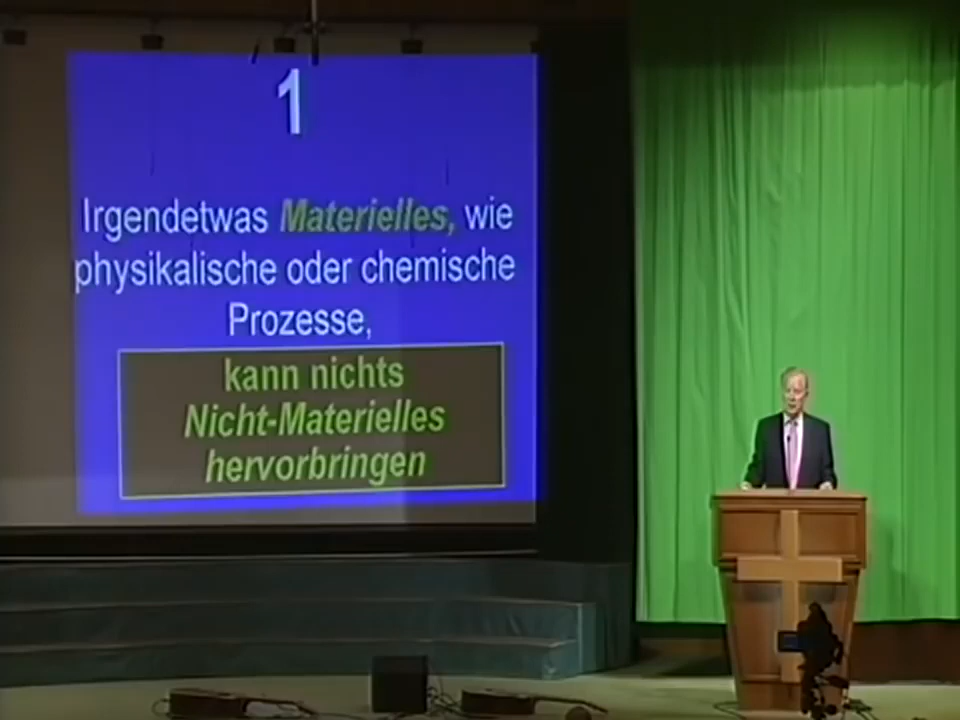 1
Irgendetwas Materielles, wie
physikalische oder chemische
Prozesse,
kann nichts
Nicht-Materielles
hervorbringen